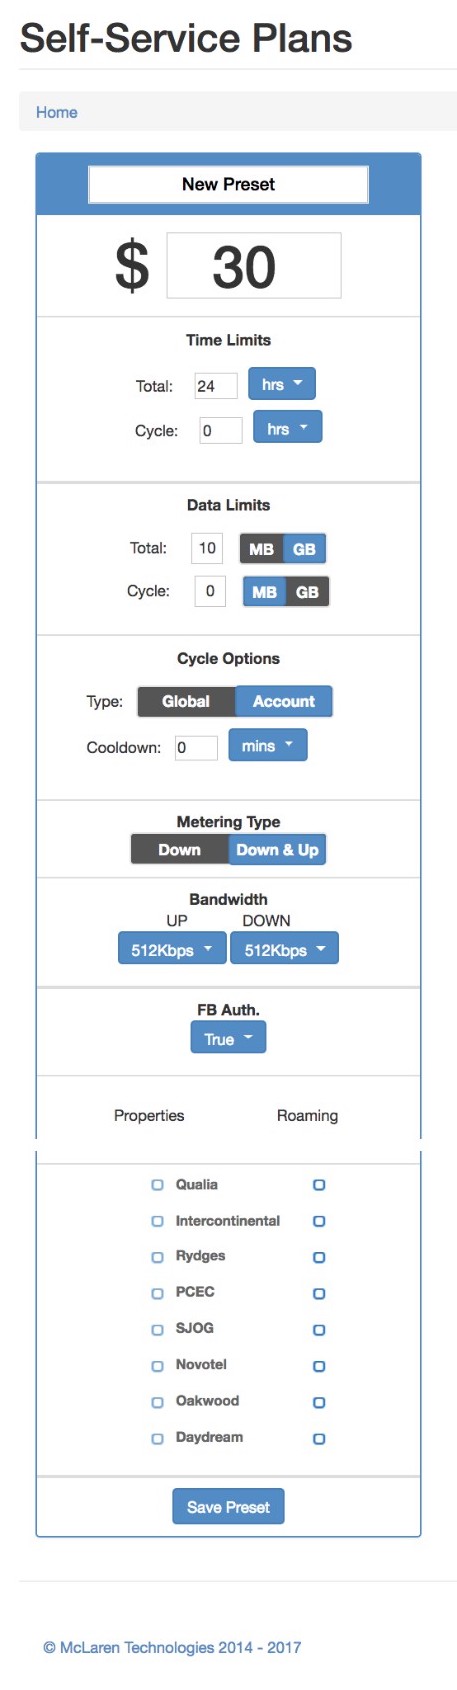 Self-Service Plans
Home
New Preset
$ 30
Time Limits
Total: 24 hrs
Cycle: 0 hrs
Data Limits
Total: 10 MB GB
Cycle: 0 MB GB
Cycle Options
Type: Global Account
Cooldown: 0 mins
Metering Type
Down Down & Up
Bandwidth
UP DOWN
512Kbps 512Kbps
FB Auth.
True
Properties Roaming
Qualia
Intercontinental
Rydges
PCEC
SJOG
Novotel
Oakwood
Daydream
Save Preset
© McLaren Technologies 2014 - 2017